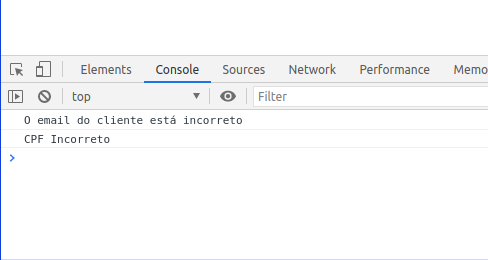 Elements Console Sources Network Performance Memo
top Filter
O email do cliente está incorreto
CPF Incorreto